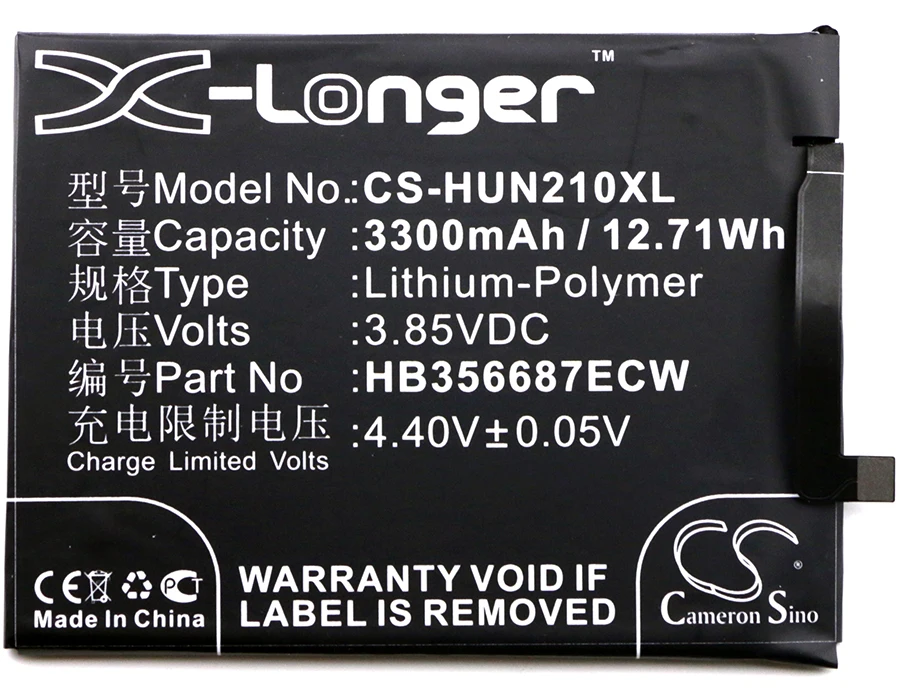 X-Longer™
型号Model No.:CS-HUN210XL
容量Capacity :3300mAh / 12.71Wh
规格Type :Lithium-Polymer
电压Volts :3.85VDC
编号Part No :HB356687ECW
充电限制电压 :4.40V±0.05V
Charge Limited Volts
CE PCT
Made In China
WARRANTY VOID IF
LABEL IS REMOVED
CS®
Cameron Sino